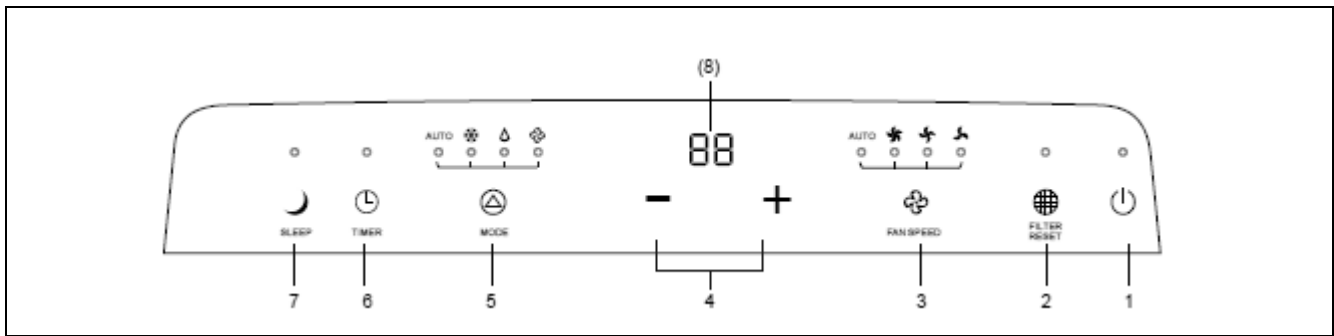 (8)
AUTO
88
AUTO
SLEEP
TIMER
MODE
- +
FAN SPEED
FILTER
RESET
7
6
5
4
3
2
1